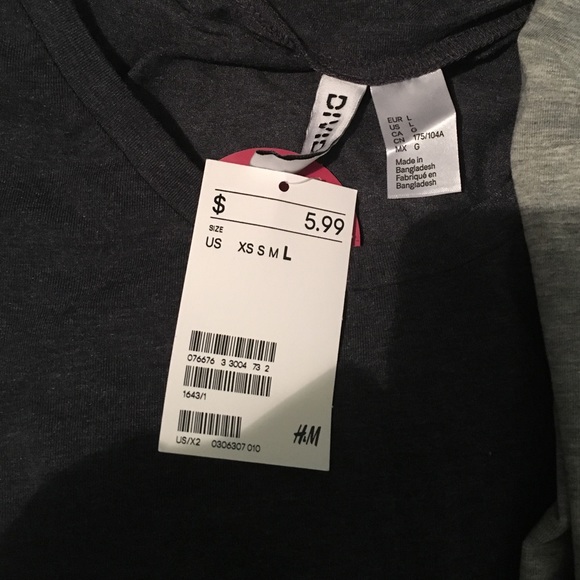 DIVIDED
EUR L
US L
CA G
CN 175/104A
MX G
Made in
Bangladesh
Fabriqué en
Bangladesh
$ 5.99
SIZE
US XS S M L
076676 3 3004 73 2
1643/1
US/X2 0306307 010
H&M